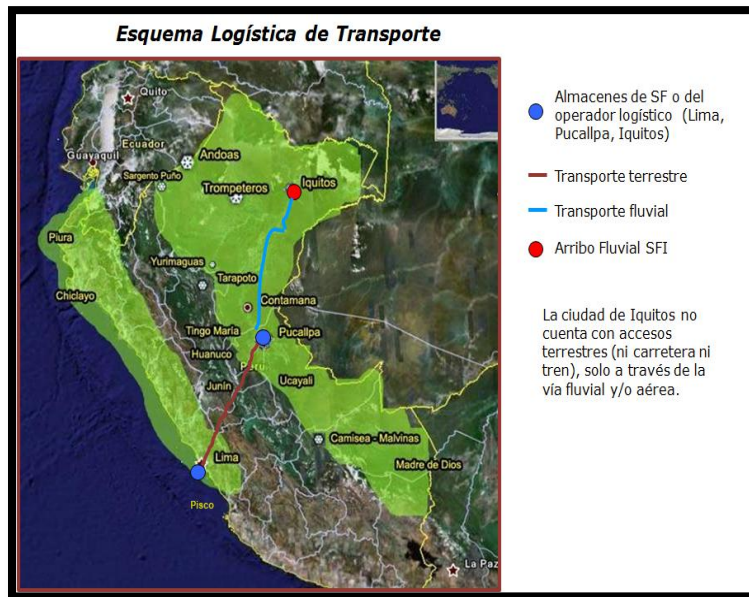 Esquema Logística de Transporte
Quito
Ecuador
Guayaquil
Andoas
Sargento Puño
Trompeteros
Iquitos
Piura
Yurimaguas
Tarapoto
Chiclayo
Contamana
Tingo María
Pucallpa
Huanuco
Perú
Junín
Ucayali
Camisea - Malvinas
Lima
Madre de Dios
Pisco
La Paz
Almacenes de SF o del
operador logístico (Lima,
Pucallpa, Iquitos)
Transporte terrestre
Transporte fluvial
Arribo Fluvial SFI
La ciudad de Iquitos no
cuenta con accesos
terrestres (ni carretera ni
tren), solo a través de la
vía fluvial y/o aérea.